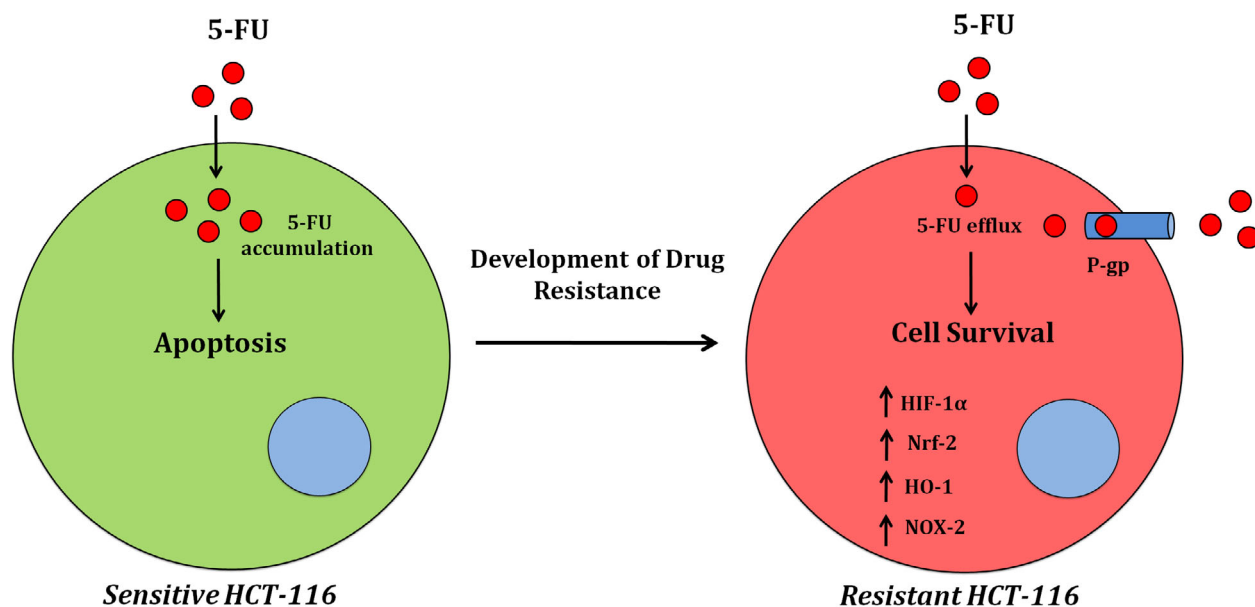 5-FU
5-FU
accumulation
Apoptosis
Sensitive HCT-116
Development of Drug
Resistance
5-FU
5-FU efflux
P-gp
Cell Survival
HIF-1α
Nrf-2
HO-1
NOX-2
Resistant HCT-116